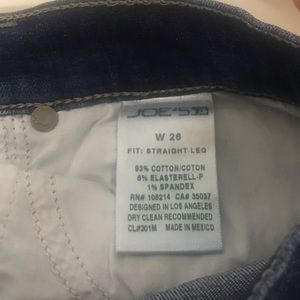 JOE'S
W 26
FIT: STRAIGHT LEG
93% COTTON/COTON
6% ELASTERELL-P
1% SPANDEX
RN# 106214 CA# 35037
DESIGNED IN LOS ANGELES
DRY CLEAN RECOMMENDED
CL#301M MADE IN MEXICO